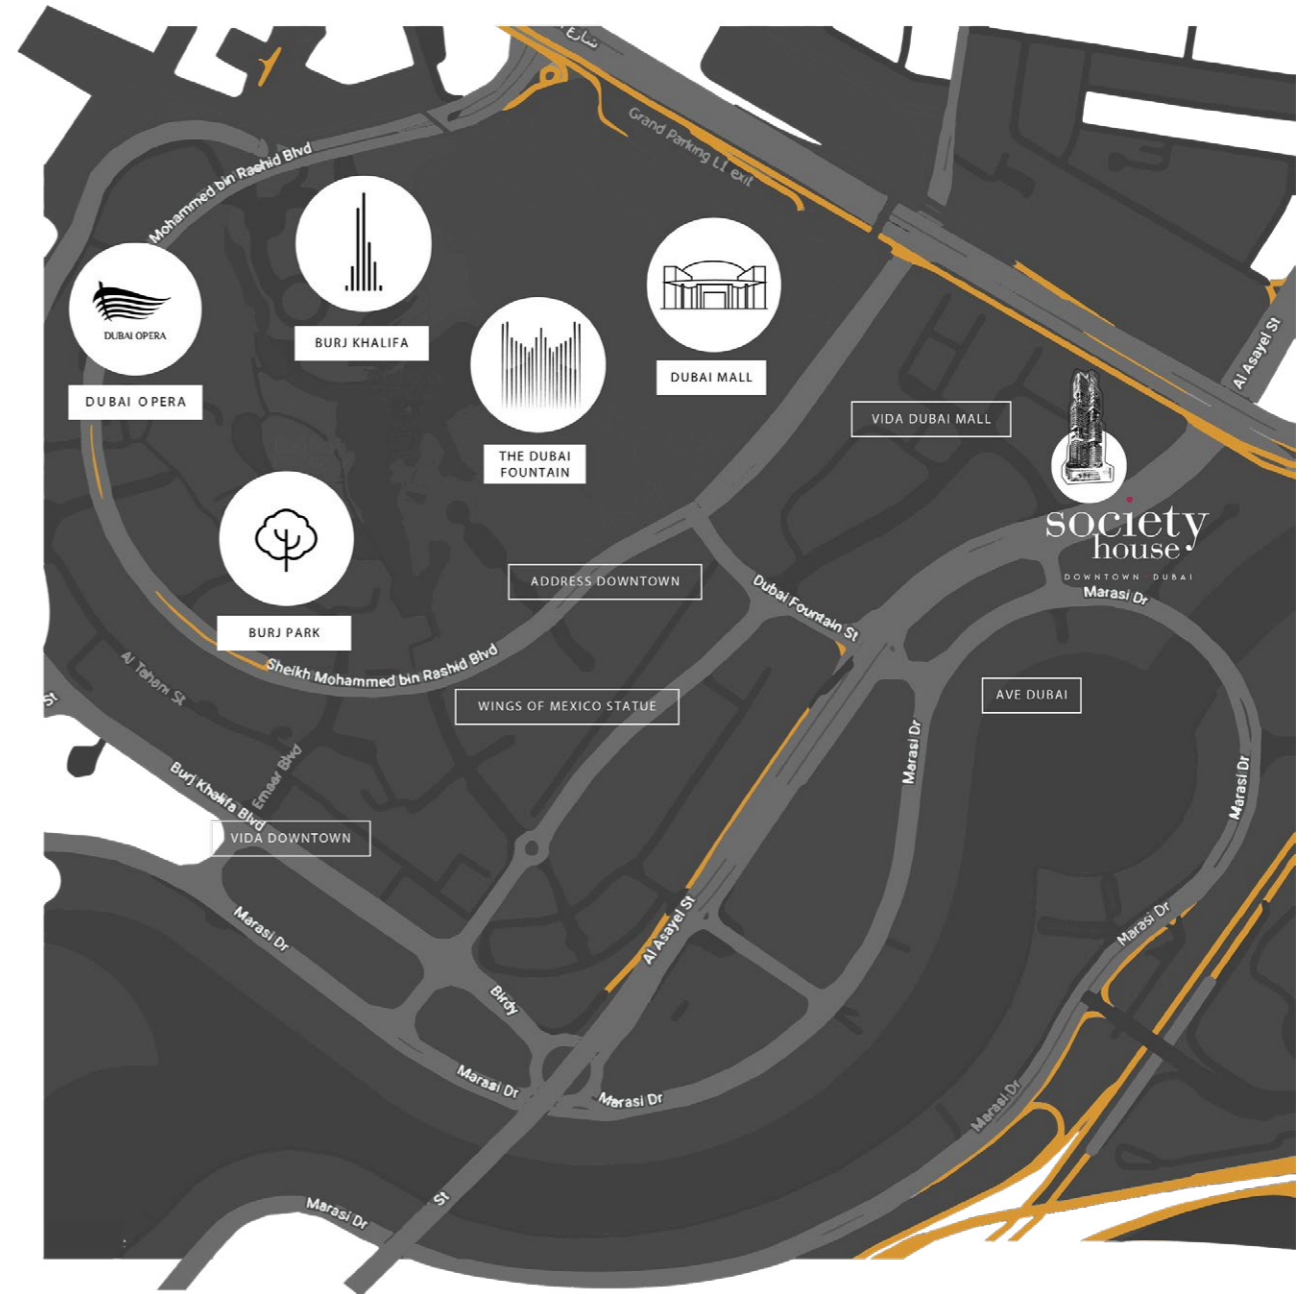 شارع
Grand Parking L1 exit
Mohammed bin Rashid Blvd
Al Asayel St
DUBAI OPERA
DUBAI OPERA
BURJ KHALIFA
DUBAI MALL
VIDA DUBAI MALL
THE DUBAI
FOUNTAIN
society
house
DOWNTOWN DUBAI
ADDRESS DOWNTOWN
Dubai Fountain St
Marasi Dr
BURJ PARK
Sheikh Mohammed bin Rashid Blvd
Al Taham St
St
WINGS OF MEXICO STATUE
AVE DUBAI
Marasi Dr
Marasi Dr
Emaar Blvd
Burj Khalifa Blvd
VIDA DOWNTOWN
Marasi Dr
Al Asayel St
Marasi Dr
Bkrdy
Marasi Dr
Marasi Dr
Marasi Dr
St
Marasi Dr